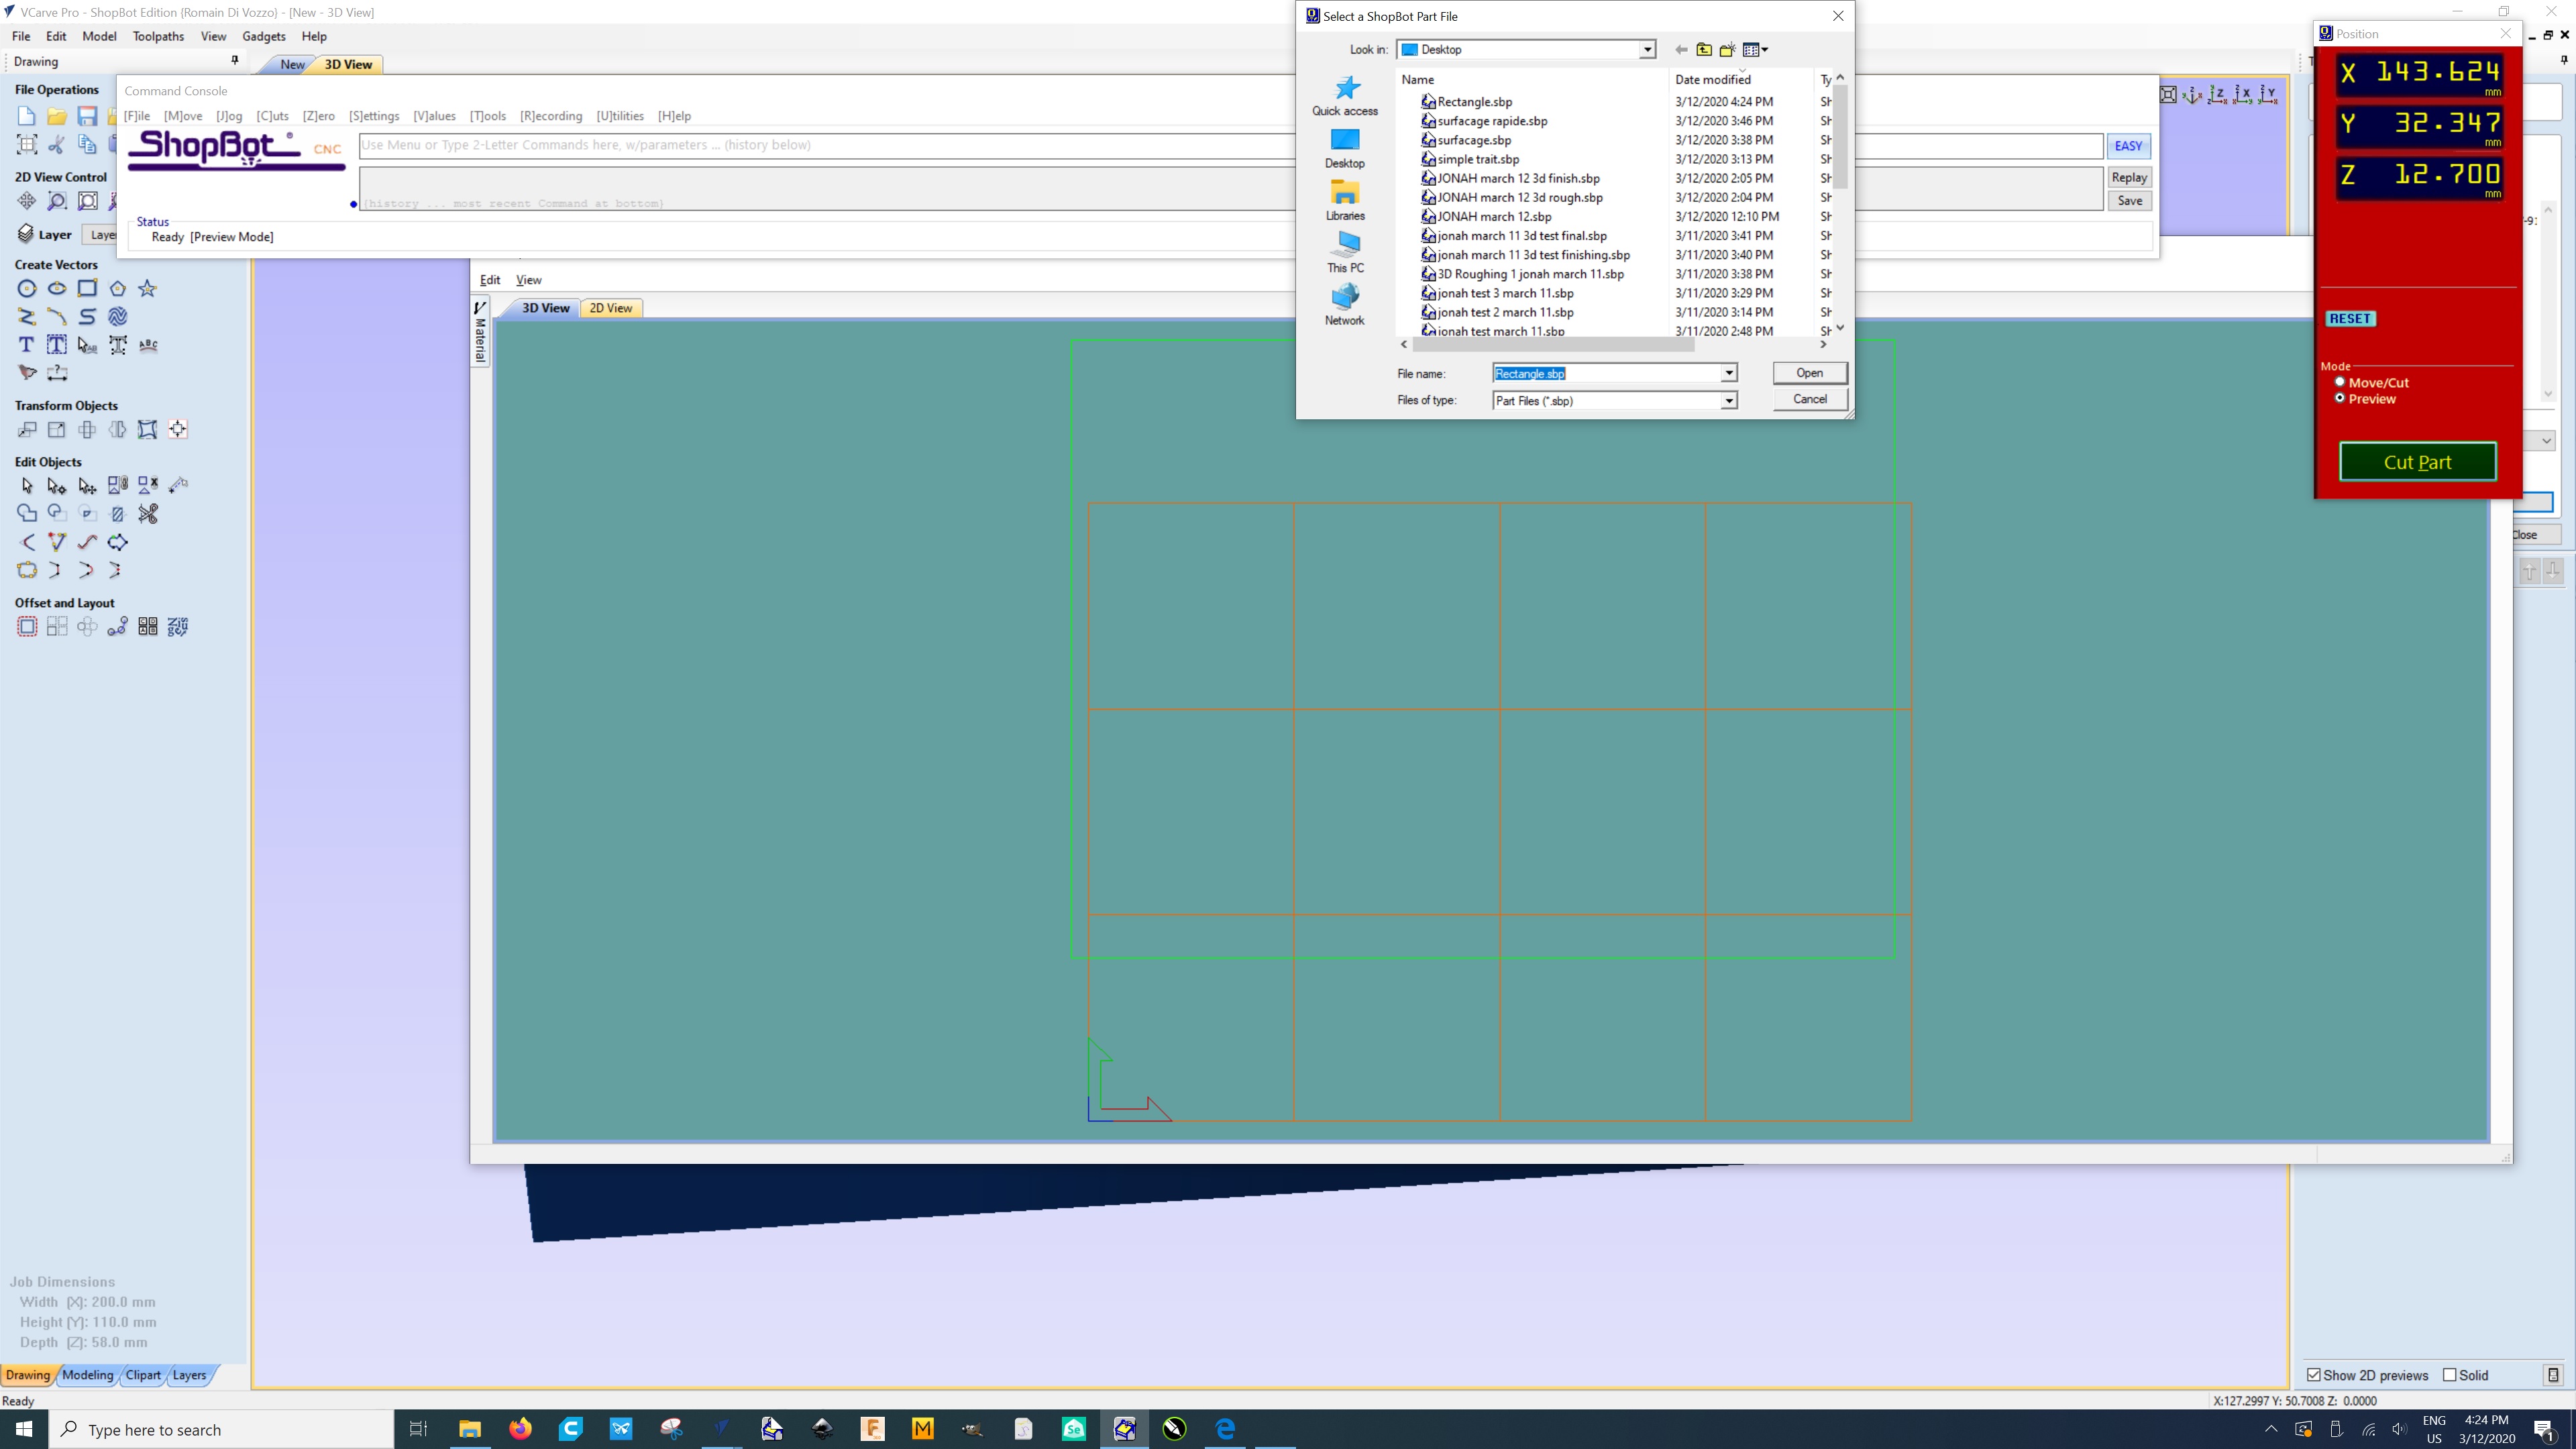 VCarve Pro - ShopBot Edition {Romain Di Vozzo} - [New - 3D View]
File Edit Model Toolpaths View Gadgets Help
Drawing
New 3D View
File Operations
2D View Control
Layer
Create Vectors
Transform Objects
Edit Objects
Offset and Layout
Job Dimensions
Width (X): 200.0 mm
Height (Y): 110.0 mm
Depth (Z): 58.0 mm
Drawing Modeling Clipart Layers
Ready
Command Console
[F]ile [M]ove [J]og [C]uts [Z]ero [S]ettings [V]alues [T]ools [R]ecording [U]tilities [H]elp
ShopBot® CNC
Use Menu or Type 2-Letter Commands here, w/parameters ... (history below)
EASY
(history ... most recent Command at bottom)
Replay
Save
Status
Ready [Preview Mode]
Edit View
3D View 2D View
Material
Select a ShopBot Part File
Look in: Desktop
Quick access
Desktop
Libraries
This PC
Network
Name Date modified Ty
Rectangle.sbp 3/12/2020 4:24 PM Sh
surfacage rapide.sbp 3/12/2020 3:46 PM Sh
surfacage.sbp 3/12/2020 3:38 PM Sh
simple trait.sbp 3/12/2020 3:13 PM Sh
JONAH march 12 3d finish.sbp 3/12/2020 2:05 PM Sh
JONAH march 12 3d rough.sbp 3/12/2020 2:04 PM Sh
JONAH march 12.sbp 3/12/2020 12:10 PM Sh
jonah march 11 3d test final.sbp 3/11/2020 3:41 PM Sh
jonah march 11 3d test finishing.sbp 3/11/2020 3:40 PM Sh
3D Roughing 1 jonah march 11.sbp 3/11/2020 3:38 PM Sh
jonah test 3 march 11.sbp 3/11/2020 3:29 PM Sh
jonah test 2 march 11.sbp 3/11/2020 3:14 PM Sh
jonah test march 11.sbp 3/11/2020 2:48 PM Sh
File name: Rectangle.sbp Open
Files of type: Part Files (*.sbp) Cancel
Position
X 143.624
mm
Y 32.347
mm
Z 12.700
mm
RESET
Mode
Move/Cut
Preview
Cut Part
Show 2D previews Solid
X:127.2997 Y: 50.7008 Z: 0.0000
Type here to search
ENG
US
4:24 PM
3/12/2020
1